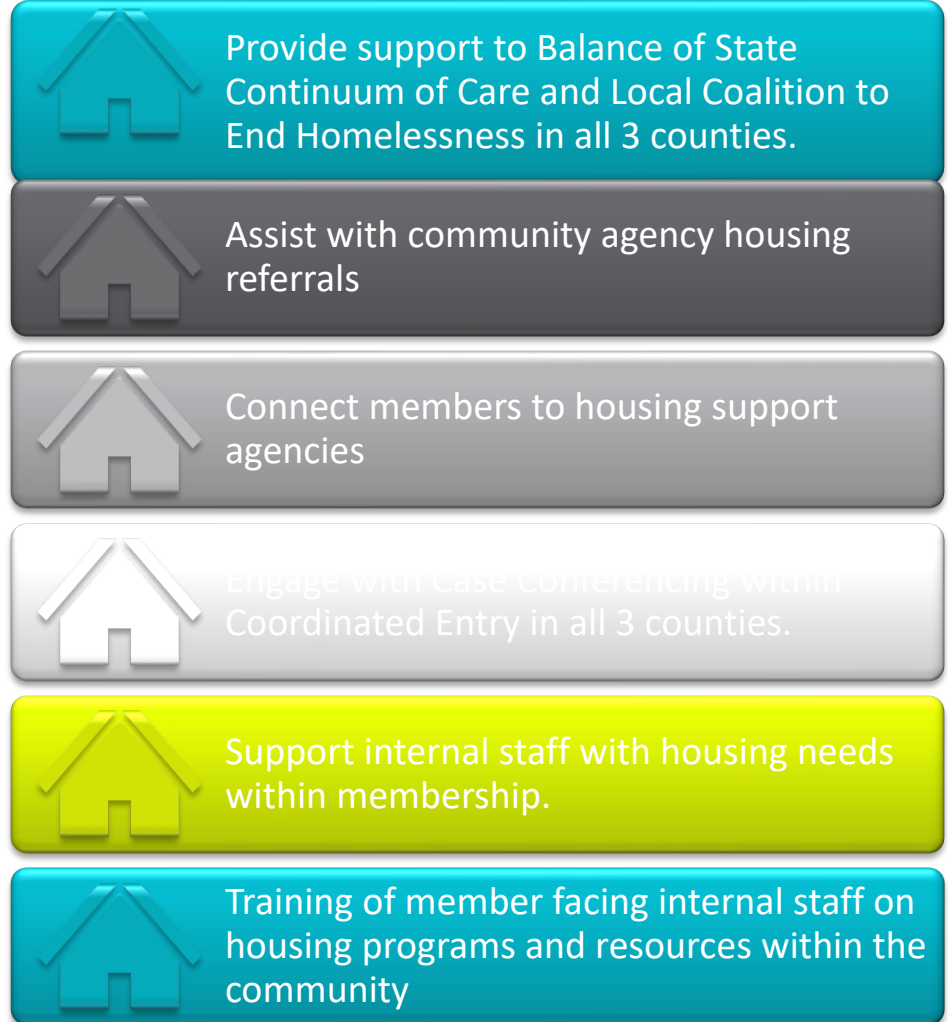 Provide support to Balance of State
Continuum of Care and Local Coalition to
End Homelessness in all 3 counties.
Assist with community agency housing
referrals
Connect members to housing support
agencies
Engage with Case Conferencing within
Coordinated Entry in all 3 counties.
Support internal staff with housing needs
within membership.
Training of member facing internal staff on
housing programs and resources within the
community